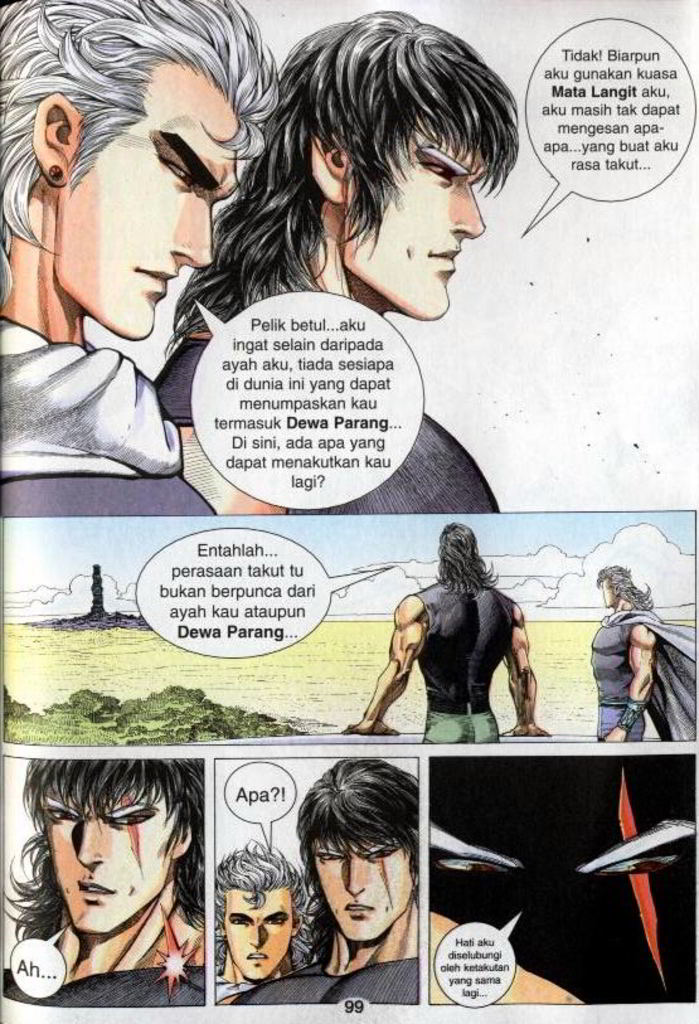 Tidak! Biarpun
aku gunakan kuasa
Mata Langit aku,
aku masih tak dapat
mengesan apa-
apa...yang buat aku
rasa takut...
Pelik betul...aku
ingat selain daripada
ayah aku, tiada sesiapa
di dunia ini yang dapat
menumpaskan kau
termasuk Dewa Parang...
Di sini, ada apa yang
dapat menakutkan kau
lagi?
Entahlah...
perasaan takut tu
bukan berpunca dari
ayah kau ataupun
Dewa Parang...
Ah...
Apa?!
Hati aku
diselubungi
oleh ketakutan
yang sama
lagi...
99